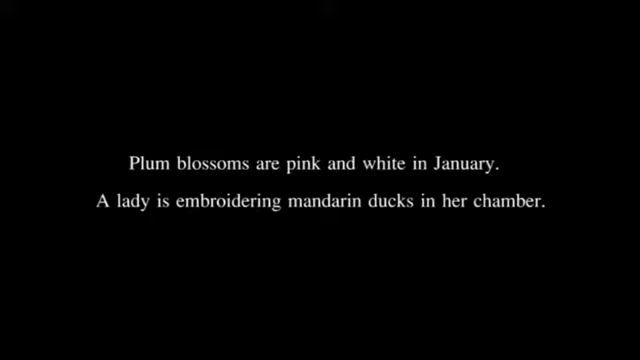 Plum blossoms are pink and white in January.
A lady is embroidering mandarin ducks in her chamber.